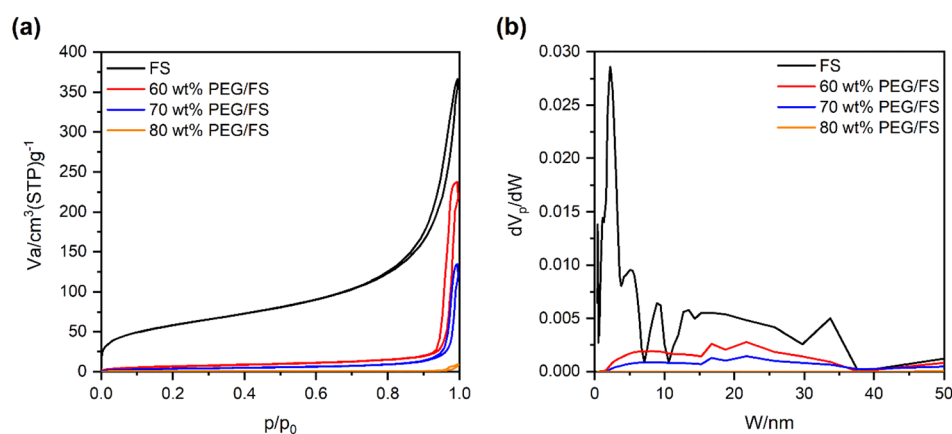 (a)
400
350
300
250
200
150
100
50
0
Va/cm³(STP)g⁻¹
FS
60 wt% PEG/FS
70 wt% PEG/FS
80 wt% PEG/FS
0.0 0.2 0.4 0.6 0.8 1.0
p/p₀
(b)
0.030
0.025
0.020
0.015
0.010
0.005
0.000
dVₚ/dW
FS
60 wt% PEG/FS
70 wt% PEG/FS
80 wt% PEG/FS
0 10 20 30 40 50
W/nm